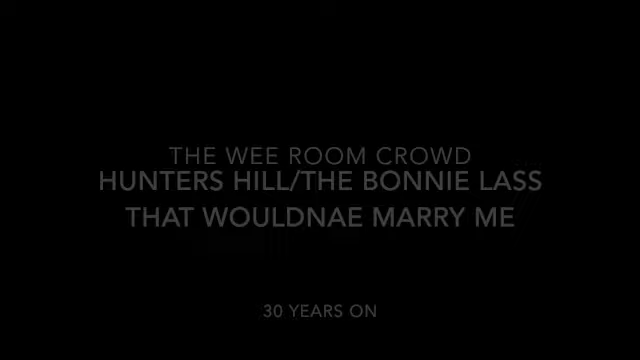 THE WEE ROOM CROWD
HUNTERS HILL/THE BONNIE LASS
THAT WOULDNAE MARRY ME
30 YEARS ON